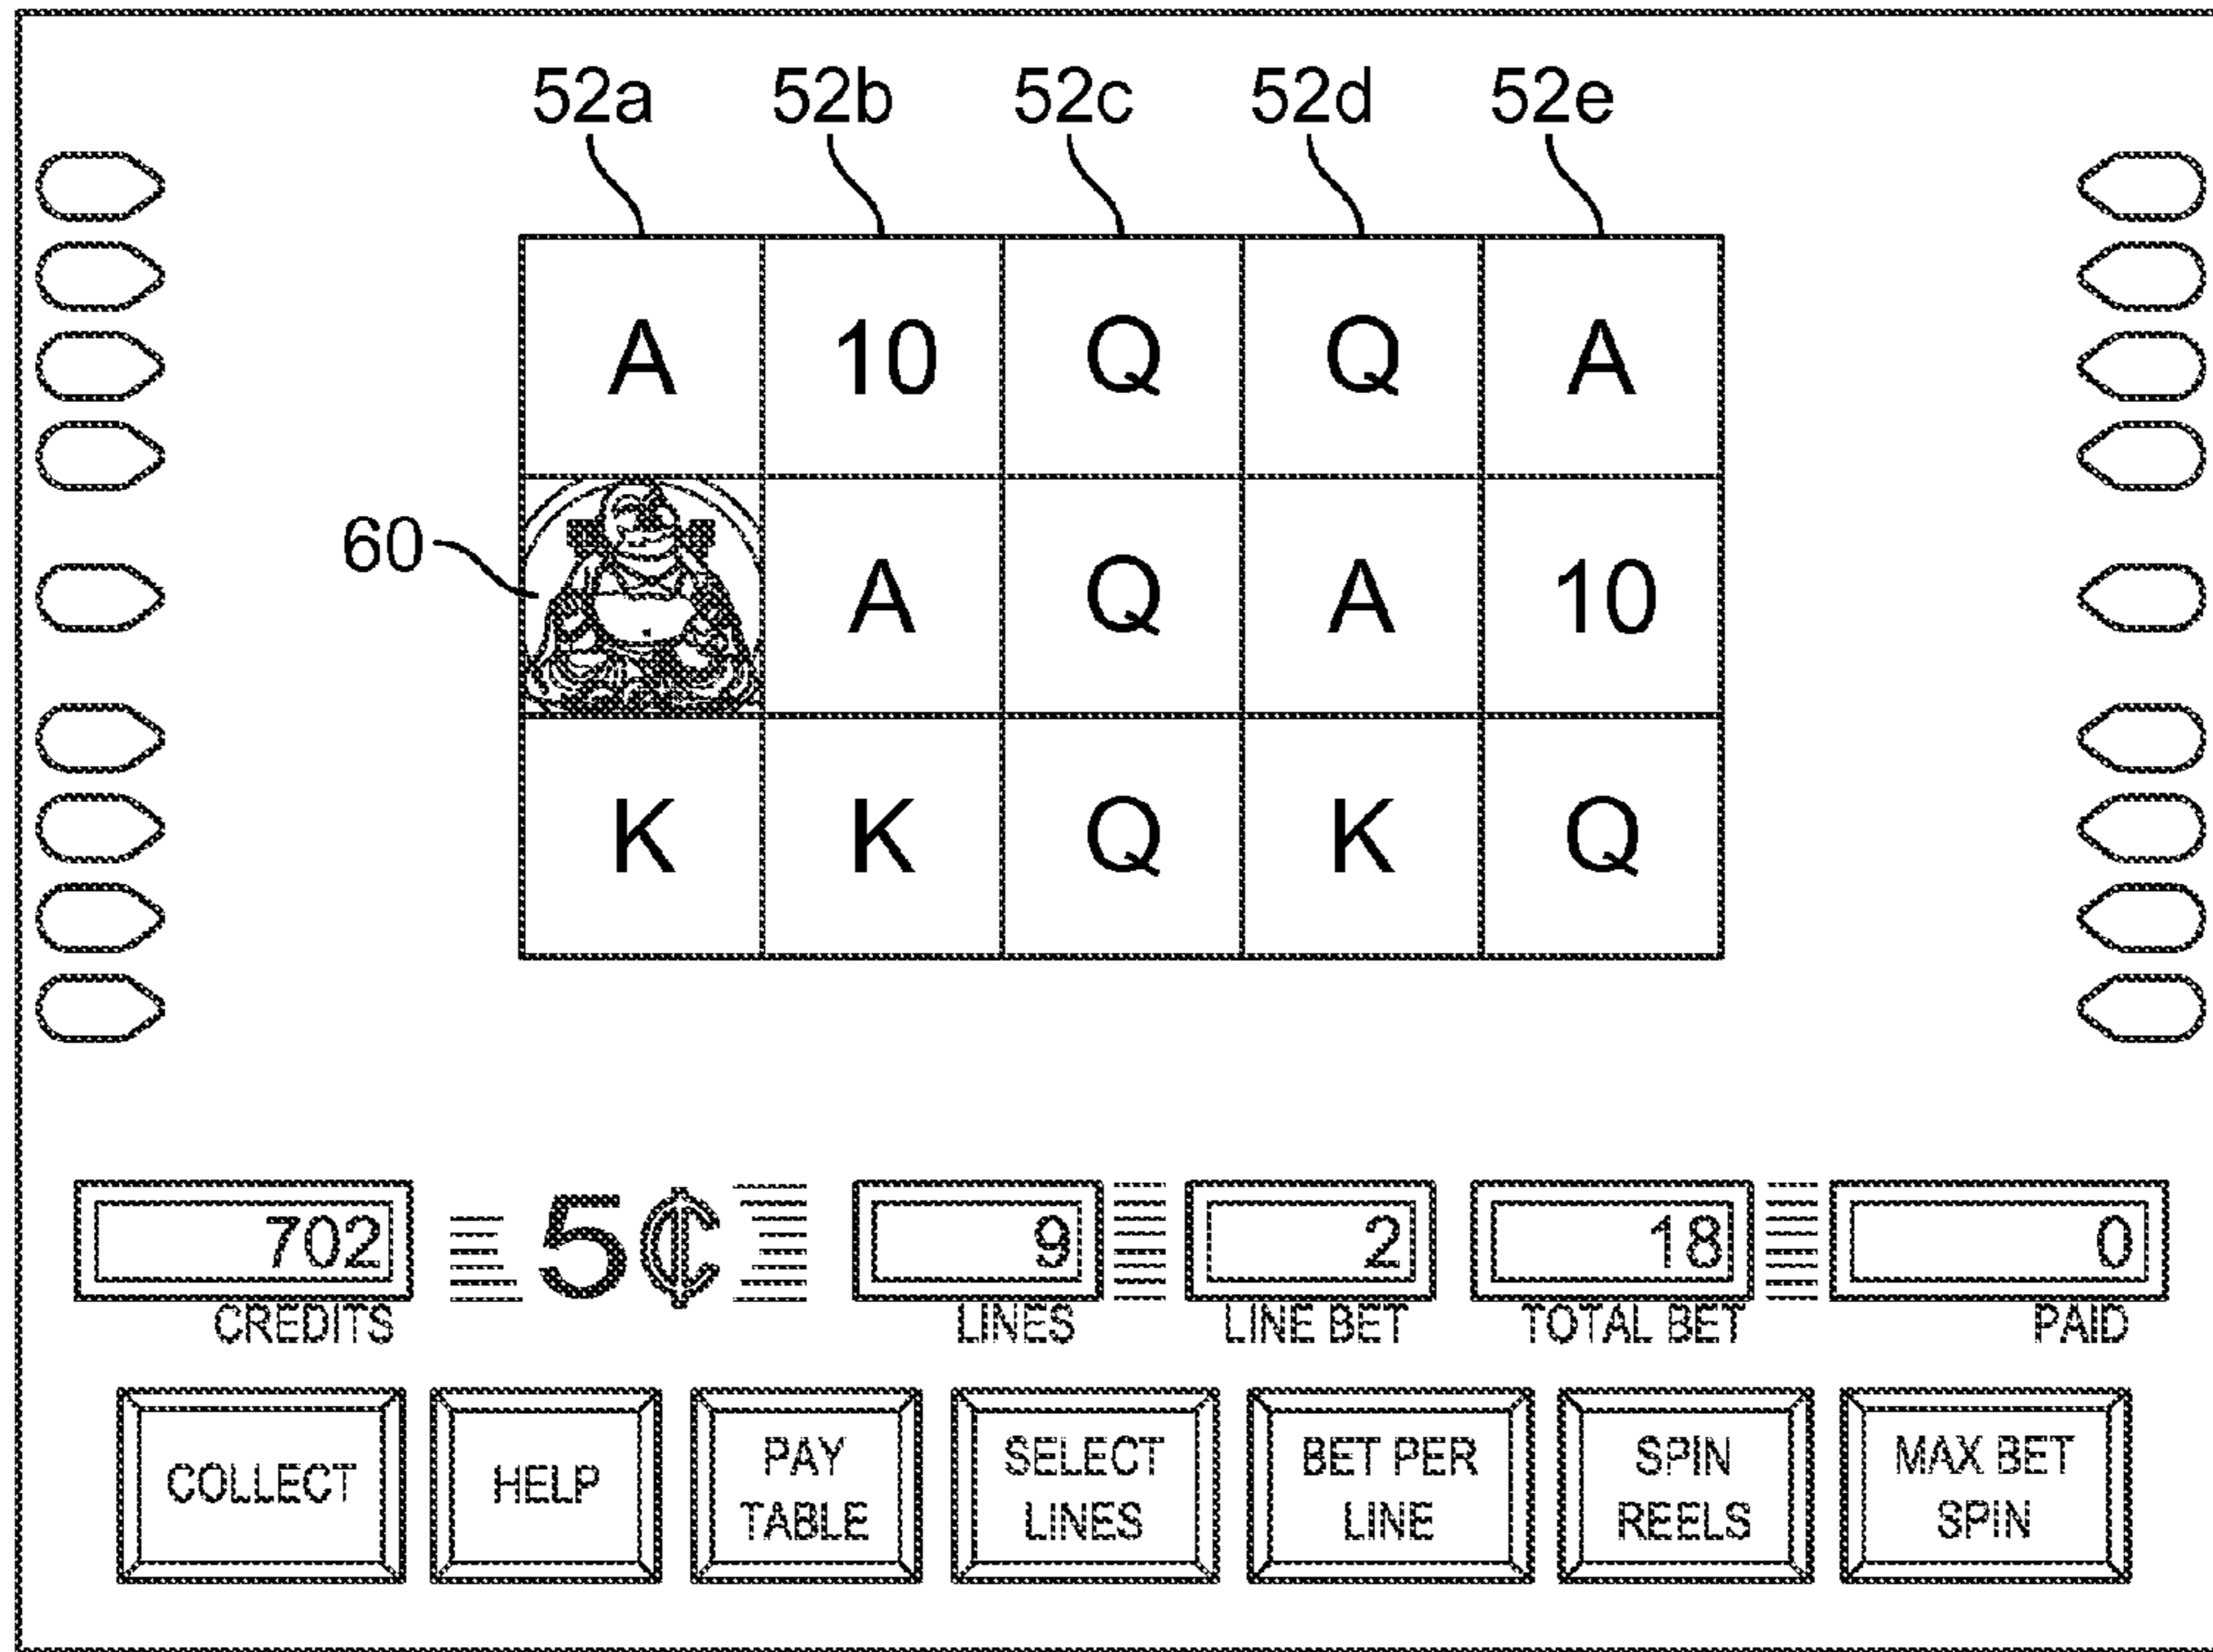 52a 52b 52c 52d 52e
A 10 Q Q A
60 A Q A 10
K K Q K Q
702 5¢ 9 2 18 0
CREDITS LINES LINE BET TOTAL BET PAID
COLLECT HELP PAY TABLE SELECT LINES BET PER LINE SPIN REELS MAX BET SPIN